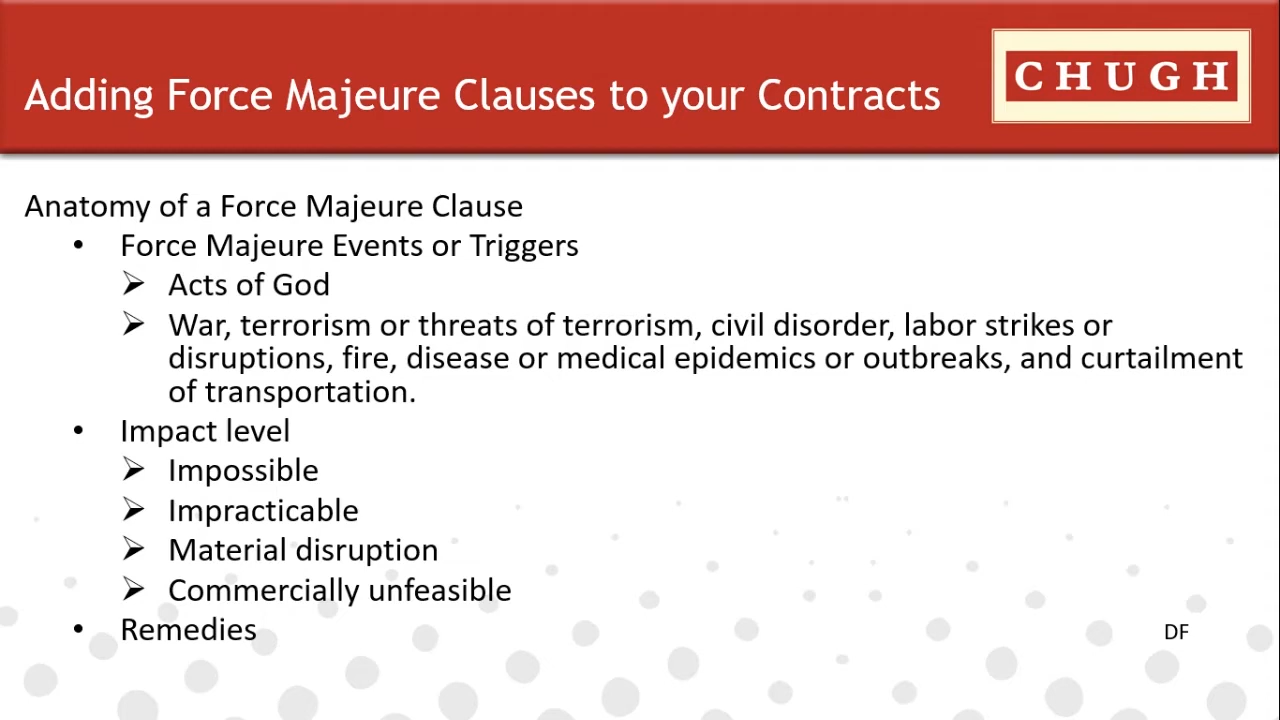 Adding Force Majeure Clauses to your Contracts
CHUGH
Anatomy of a Force Majeure Clause
• Force Majeure Events or Triggers
➢ Acts of God
➢ War, terrorism or threats of terrorism, civil disorder, labor strikes or
disruptions, fire, disease or medical epidemics or outbreaks, and curtailment
of transportation.
• Impact level
➢ Impossible
➢ Impracticable
➢ Material disruption
➢ Commercially unfeasible
• Remedies
DF